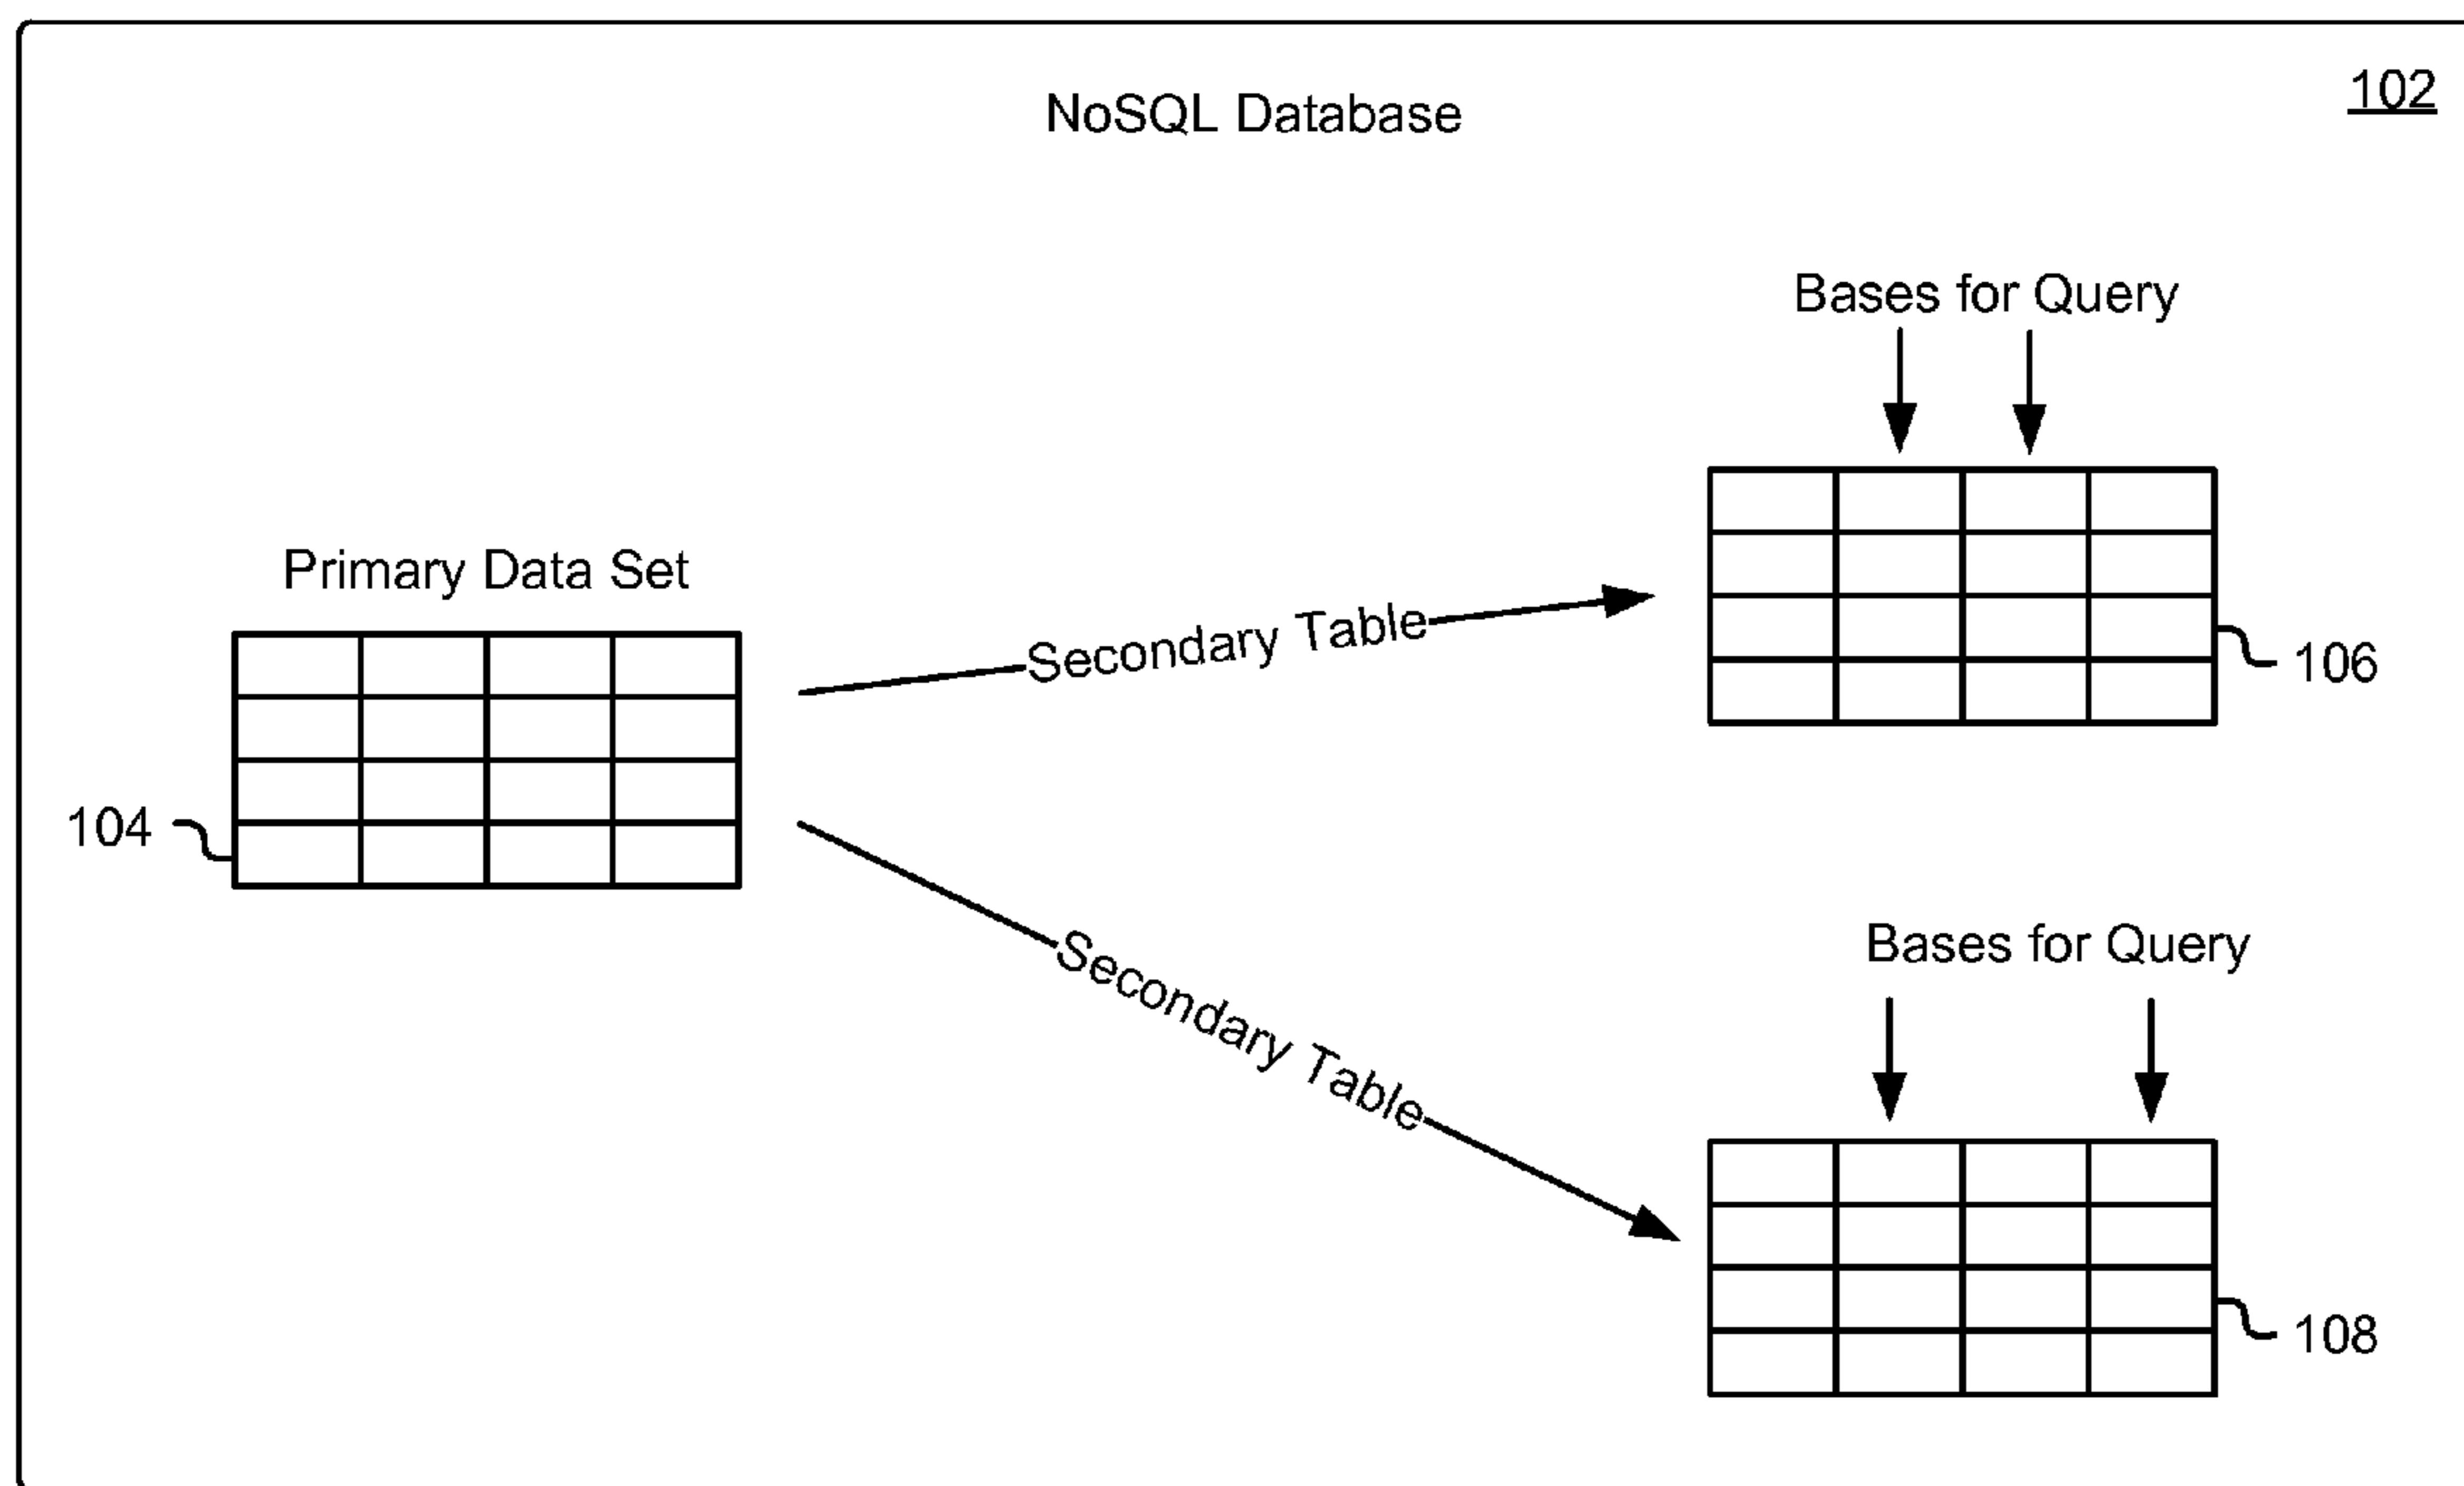 NoSQL Database
102
Bases for Query
Primary Data Set
Secondary Table
106
104
Bases for Query
Secondary Table
108